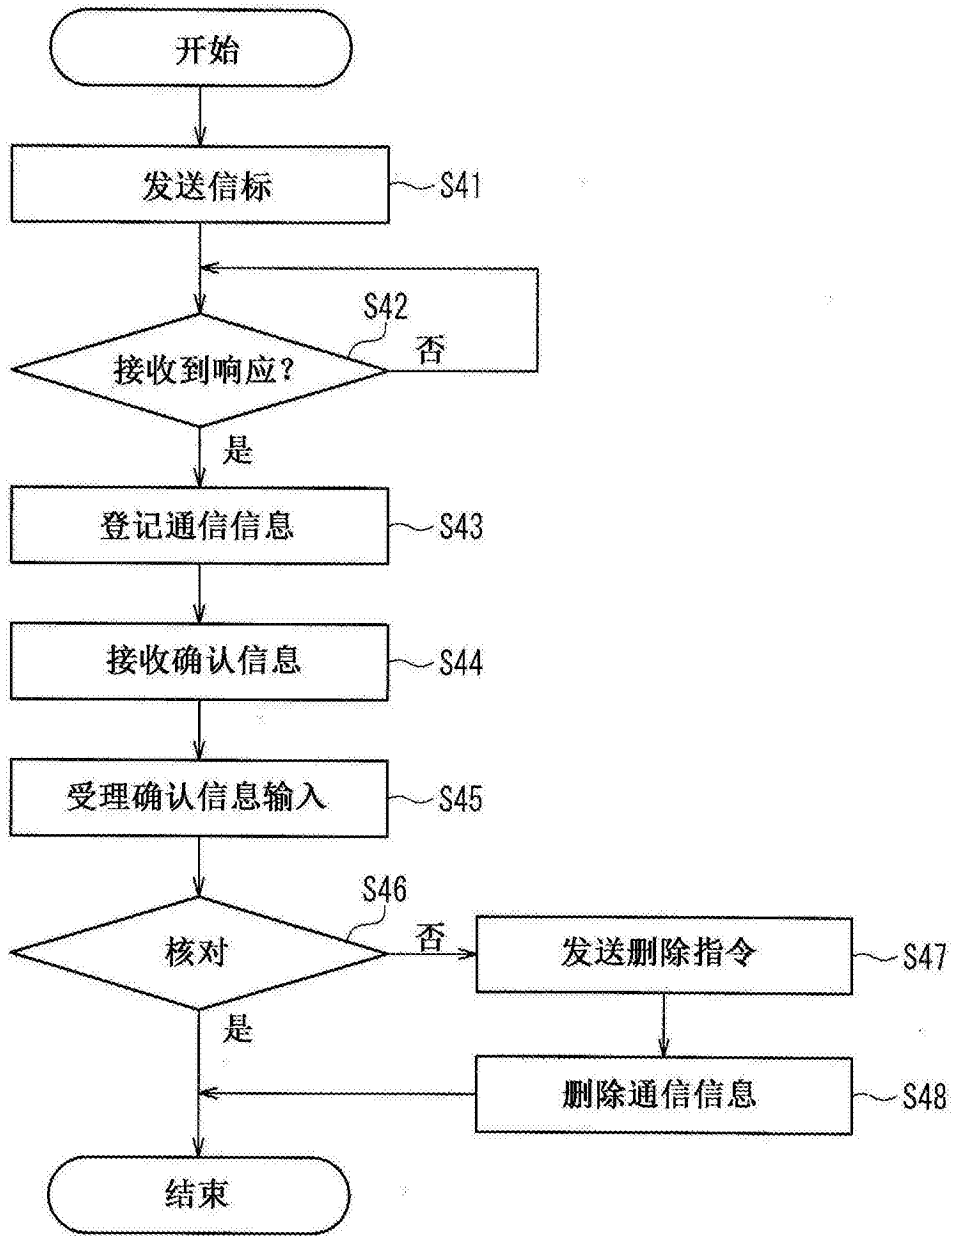 开始
发送信标
S41
S42
接收到响应?
否
是
登记通信信息
S43
接收确认信息
S44
受理确认信息输入
S45
S46
核对
否
发送删除指令
S47
是
删除通信信息
S48
结束